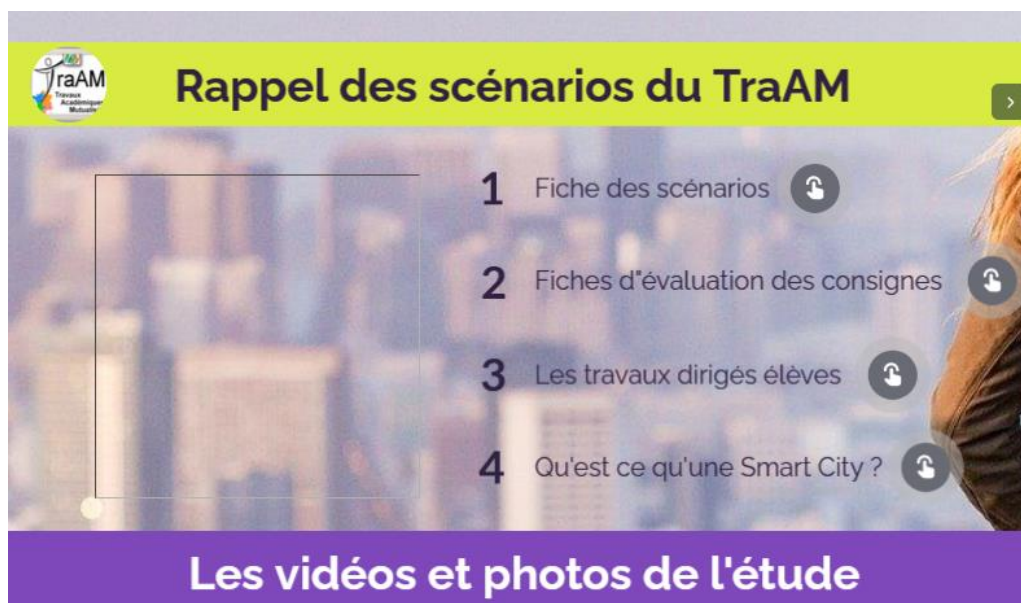 TraAM
Travaux
Académiques
Mutualisés
Rappel des scénarios du TraAM
1 Fiche des scénarios
2 Fiches d"évaluation des consignes
3 Les travaux dirigés élèves
4 Qu'est ce qu'une Smart City ?
Les vidéos et photos de l'étude